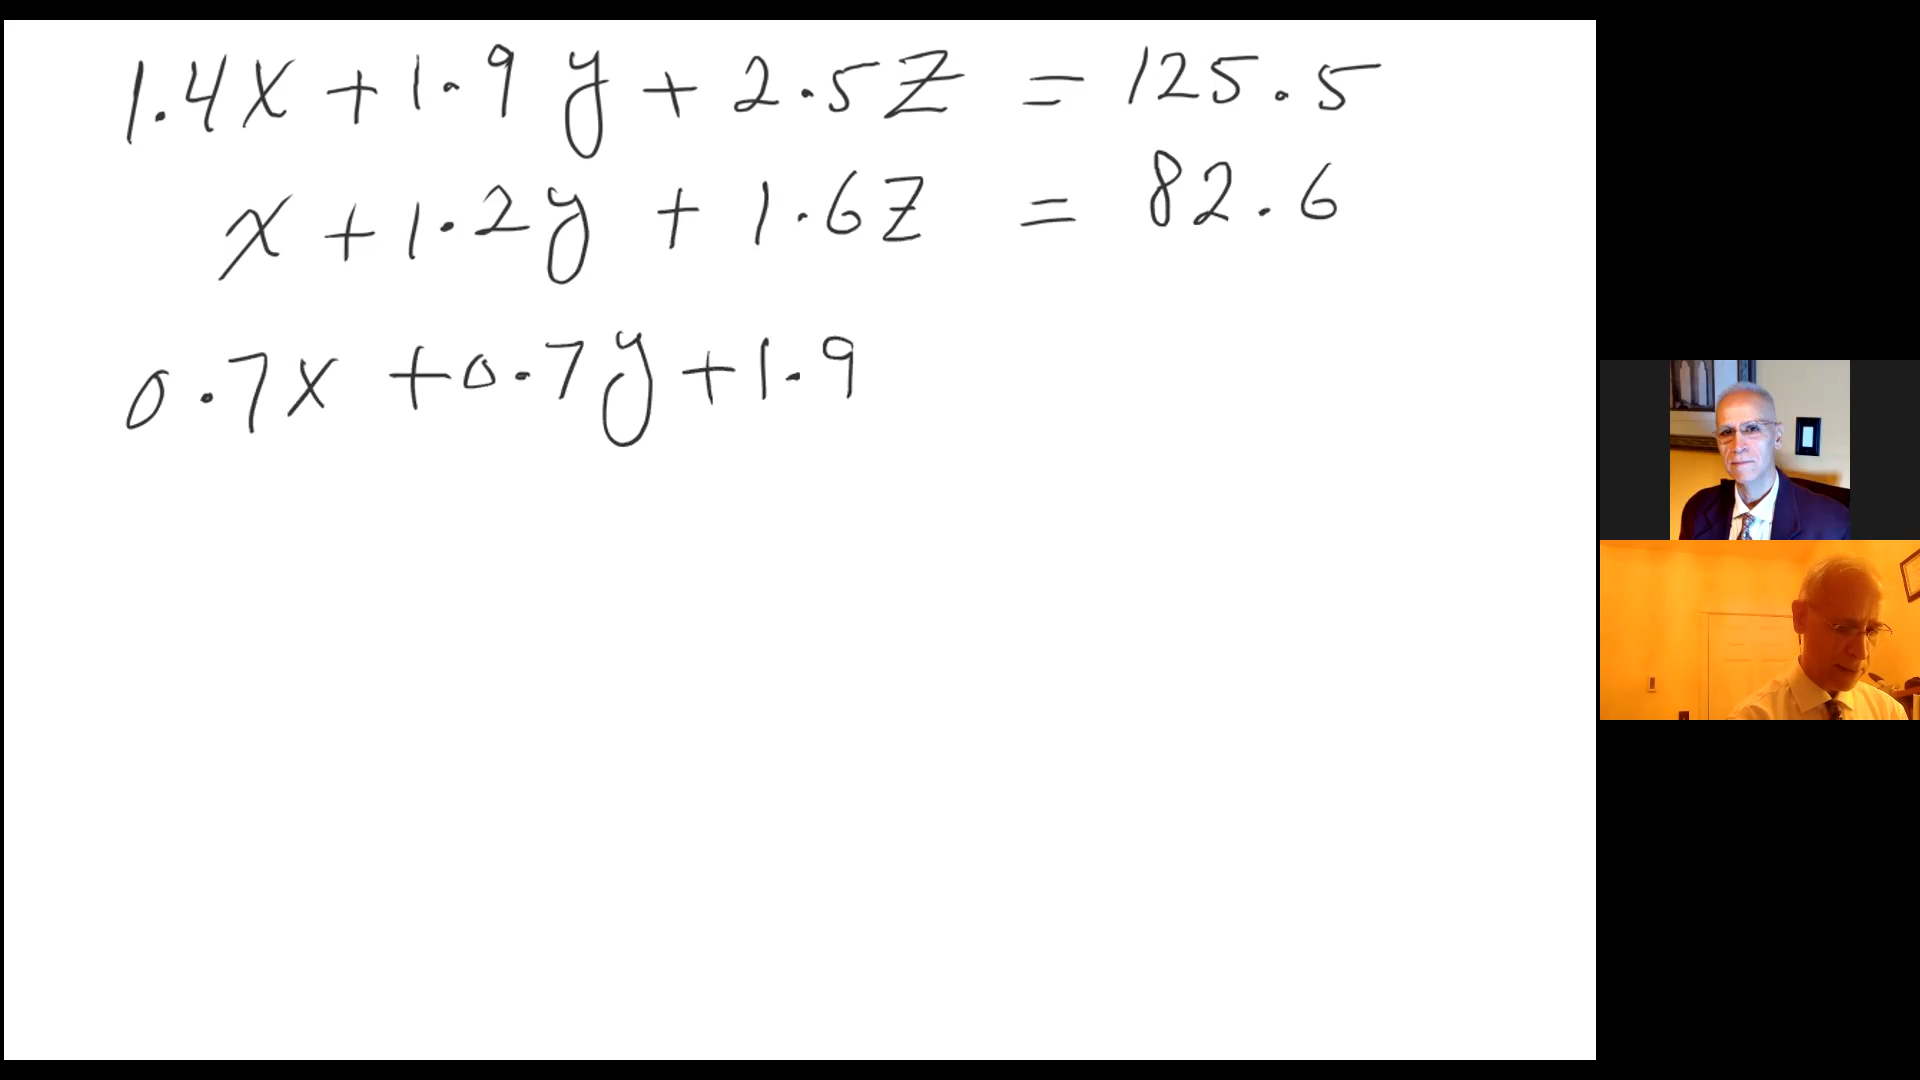 1.4x + 1.9y + 2.5z = 125.5
x + 1.2y + 1.6z = 82.6
0.7x + 0.7y + 1.9